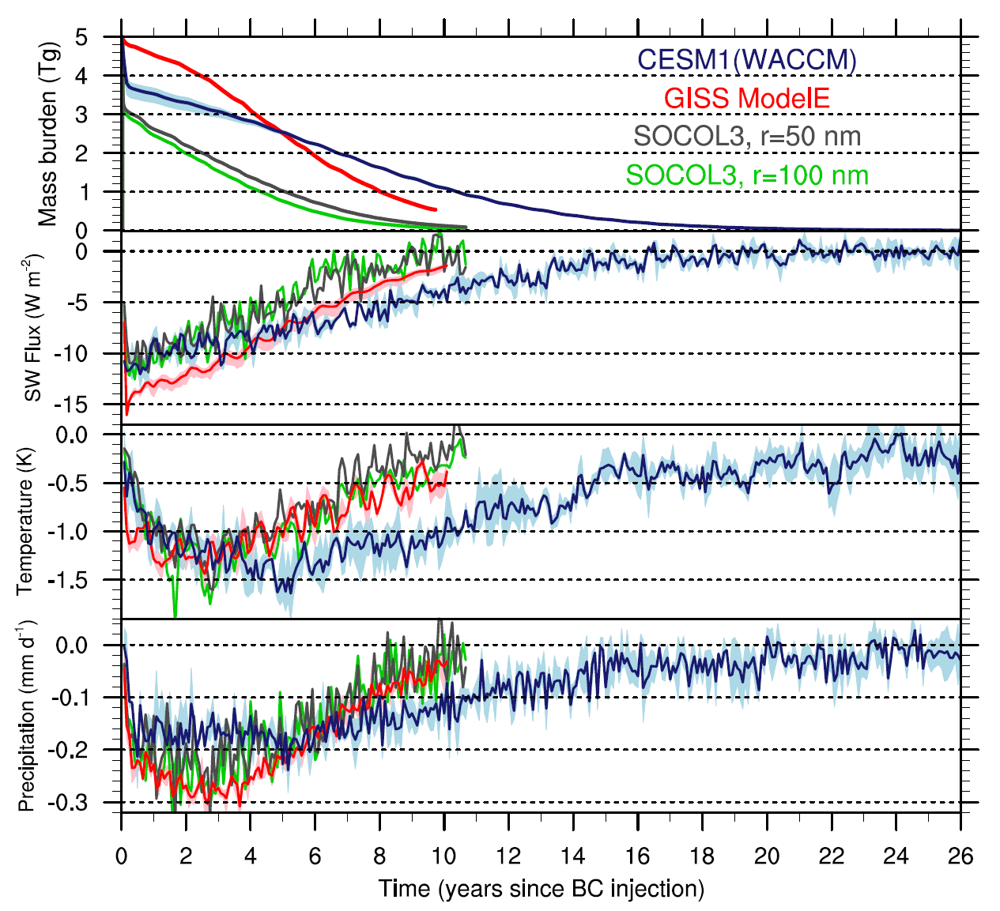 5
4
3
2
1
0
Mass burden (Tg)
CESM1(WACCM)
GISS ModelE
SOCOL3, r=50 nm
SOCOL3, r=100 nm
0
-5
-10
-15
SW Flux (W m⁻²)
0.0
-0.5
-1.0
-1.5
Temperature (K)
0.0
-0.1
-0.2
-0.3
Precipitation (mm d⁻¹)
0 2 4 6 8 10 12 14 16 18 20 22 24 26
Time (years since BC injection)